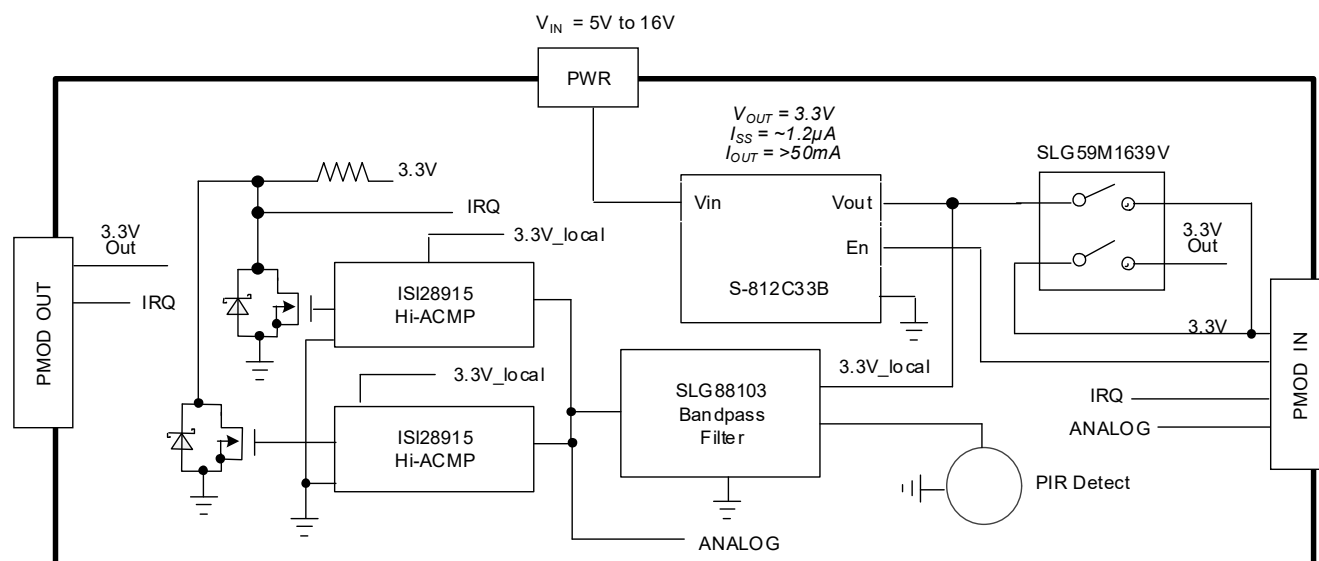 V_IN = 5V to 16V
PWR
V_OUT = 3.3V
I_SS = ~1.2µA
I_OUT = >50mA
SLG59M1639V
3.3V
IRQ
Vin
Vout
3.3V
Out
3.3V_local
3.3V
Out
En
IRQ
ISI28915
Hi-ACMP
S-812C33B
PMOD OUT
3.3V
PMOD IN
3.3V_local
3.3V_local
SLG88103
Bandpass
Filter
IRQ
ANALOG
ISI28915
Hi-ACMP
PIR Detect
ANALOG